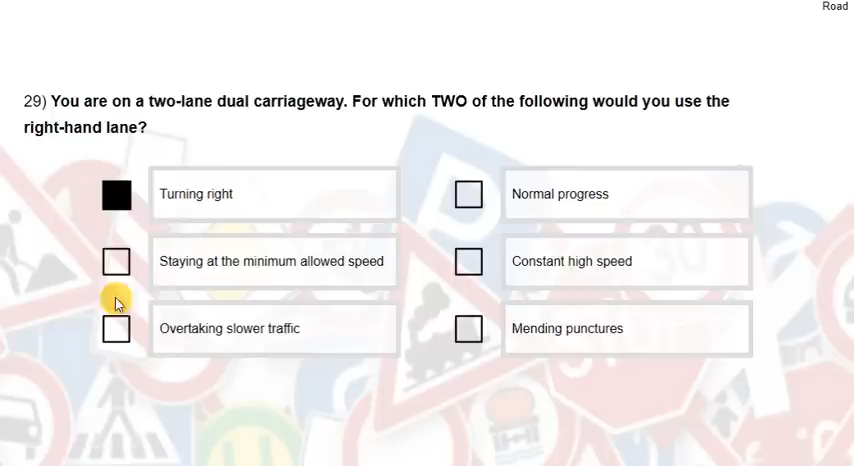 Road
29) You are on a two-lane dual carriageway. For which TWO of the following would you use the
right-hand lane?
Turning right
Normal progress
Staying at the minimum allowed speed
Constant high speed
Overtaking slower traffic
Mending punctures
P
30